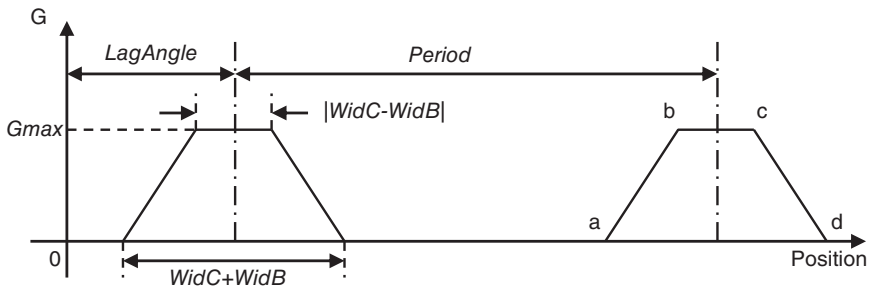 G
LagAngle
Period
|WidC-WidB|
b
c
Gmax
a
d
0
WidC+WidB
Position